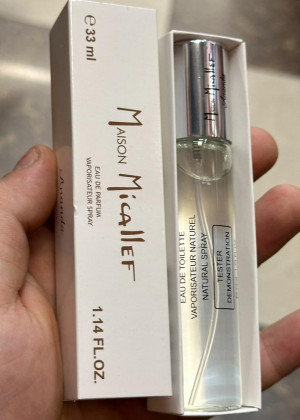 ℮ 33 ml
MAISON MICALLEF
EAU DE PARFUM
VAPORISATEUR SPRAY
1.14 FL.OZ.
EAU DE TOILETTE
VAPORISATEUR NATUREL
NATURAL SPRAY
TESTER
DEMONSTRATION